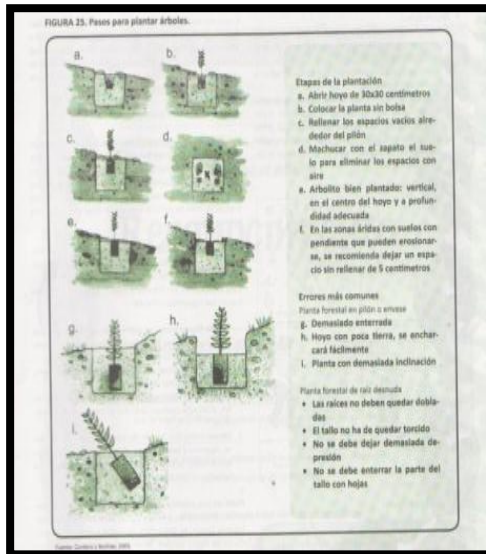 FIGURA 25. Pasos para plantar árboles.
a.
b.
c.
d.
e.
f.
g.
h.
i.
Etapas de la plantación
a. Abrir hoyo de 30x30 centímetros
b. Colocar la planta sin bolsa
c. Rellenar los espacios vacíos alre-
dedor del pilón
d. Machucar con el zapato el sue-
lo para eliminar los espacios con
aire
e. Arbolito bien plantado: vertical,
en el centro del hoyo y a profun-
didad adecuada
f. En las zonas áridas con suelos con
pendiente que pueden erosionar-
se, se recomienda dejar un espa-
cio sin rellenar de 5 centímetros
Errores más comunes
Planta forestal en pilón o envase
g. Demasiado enterrada
h. Hoyo con poca tierra, se enchar-
cará fácilmente
i. Planta con demasiada inclinación
Planta forestal de raíz desnuda
• Las raíces no deben quedar dobla-
das
• El tallo no ha de quedar torcido
• No se debe dejar demasiada de-
presión
• No se debe enterrar la parte del
tallo con hojas